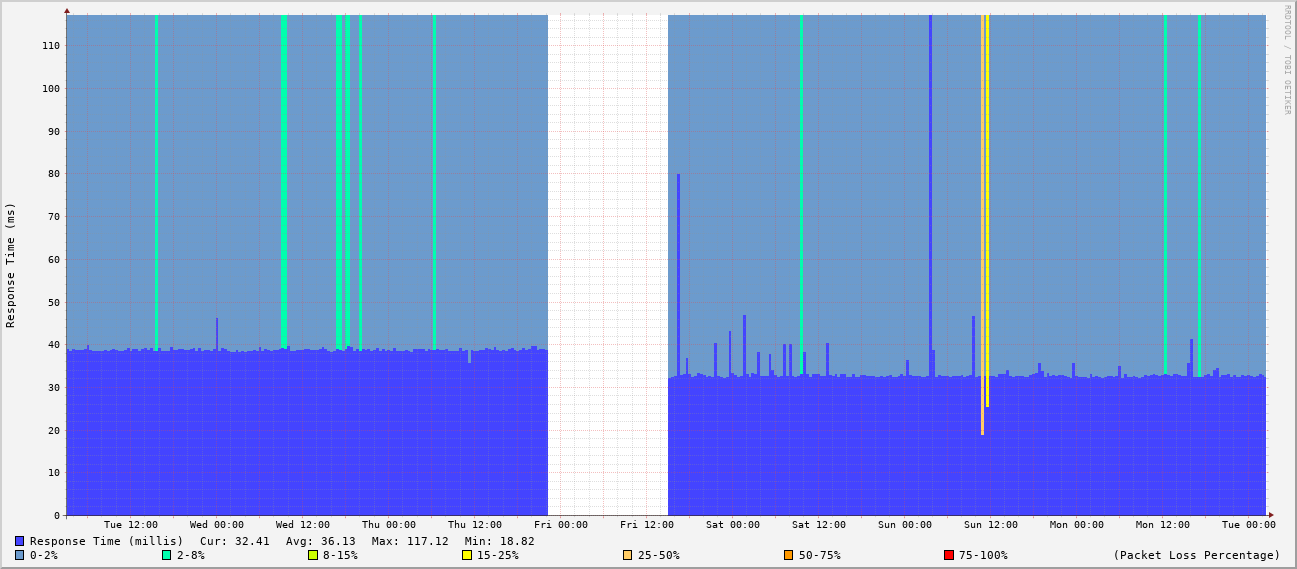 RRDTOOL / TOBI OETIKER
Response Time (ms)
110
100
90
80
70
60
50
40
30
20
10
0
Tue 12:00 Wed 00:00 Wed 12:00 Thu 00:00 Thu 12:00 Fri 00:00 Fri 12:00 Sat 00:00 Sat 12:00 Sun 00:00 Sun 12:00 Mon 00:00 Mon 12:00 Tue 00:00
Response Time (millis) Cur: 32.41 Avg: 36.13 Max: 117.12 Min: 18.82
0-2% 2-8% 8-15% 15-25% 25-50% 50-75% 75-100% (Packet Loss Percentage)